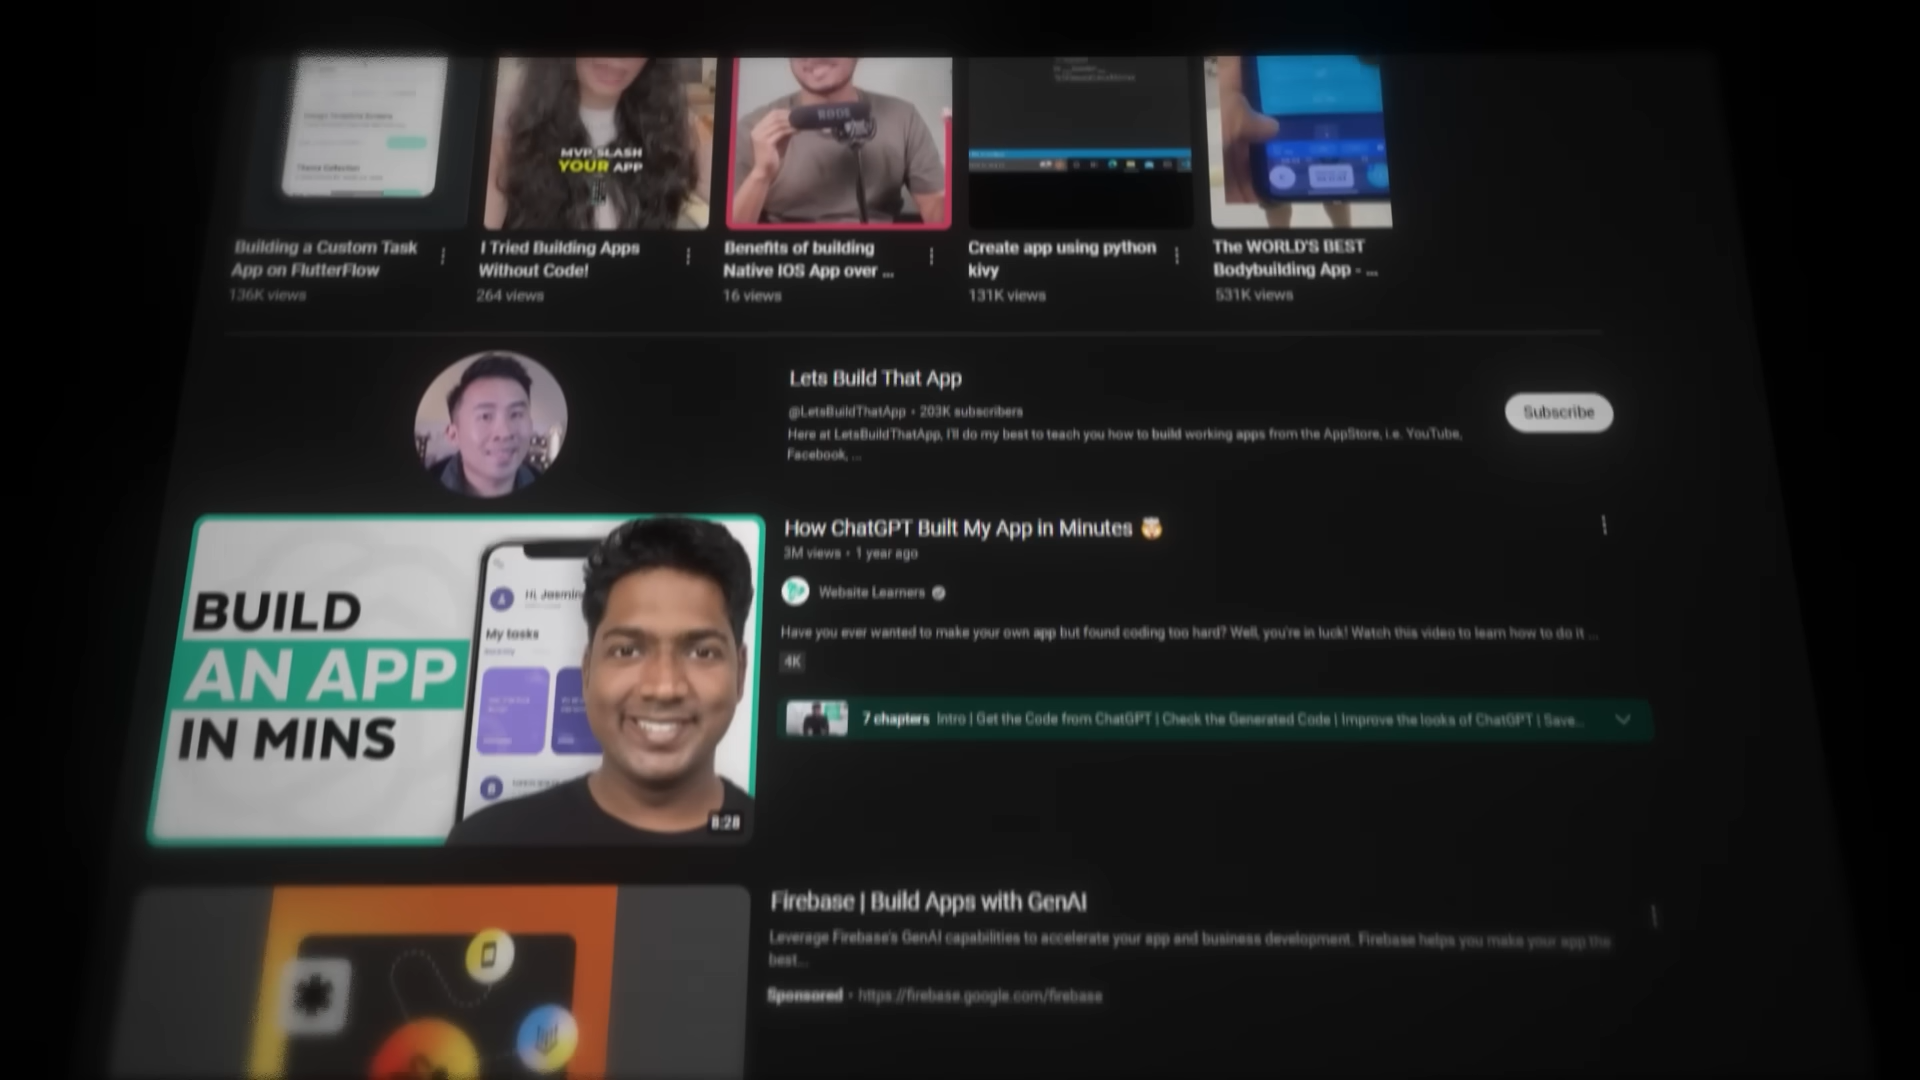 Theme Collection
MVP SLASH
YOUR APP
RODE
Building a Custom Task
App on FlutterFlow
136K views
I Tried Building Apps
Without Code!
264 views
Benefits of building
Native IOS App over ...
16 views
Create app using python
kivy
131K views
The WORLD'S BEST
Bodybuilding App - ...
531K views
Lets Build That App
@LetsBuildThatApp • 203K subscribers
Here at LetsBuildThatApp, I'll do my best to teach you how to build working apps from the AppStore, i.e. YouTube,
Facebook, ...
Subscribe
BUILD
AN APP
IN MINS
Hi, Jasmin
My tasks
8:28
How ChatGPT Built My App in Minutes 🤯
3M views • 1 year ago
Website Learners
Have you ever wanted to make your own app but found coding too hard? Well, you're in luck! Watch this video to learn how to do it ...
4K
7 chapters Intro | Get the Code from ChatGPT | Check the Generated Code | Improve the looks of ChatGPT | Save...
Firebase | Build Apps with GenAI
Leverage Firebase's GenAI capabilities to accelerate your app and business development. Firebase helps you make your app the
best...
Sponsored • https://firebase.google.com/firebase